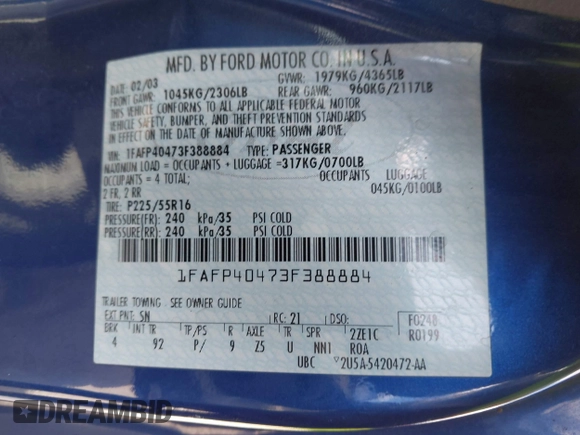 MFD. BY FORD MOTOR CO. IN U.S.A.
DATE: 02/03 GVWR: 1979KG/4365LB
FRONT GAWR: 1045KG/2306LB REAR GAWR: 960KG/2117LB
THIS VEHICLE CONFORMS TO ALL APPLICABLE FEDERAL MOTOR
VEHICLE SAFETY, BUMPER, AND THEFT PREVENTION STANDARDS
IN EFFECT ON THE DATE OF MANUFACTURE SHOWN ABOVE.
VIN: 1FAFP40473F388884 TYPE: PASSENGER
MAXIMUM LOAD = OCCUPANTS + LUGGAGE =317KG/0700LB
OCCUPANTS = 4 TOTAL; LUGGAGE
2 FR, 2 RR 045KG/0100LB
TIRE: P225/55R16
PRESSURE(FR): 240 kPa/35 PSI COLD
PRESSURE(RR): 240 kPa/35 PSI COLD
1FAFP40473F388884
TRAILER TOWING - SEE OWNER GUIDE
EXT PNT: SN RC: 21 DSO: F0248
BRK INT TR TP/PS R AXLE TR SPR 2ZE1C R0199
4 92 P/ 9 Z5 U NN1 ROA
UBC 2U5A-5420472-AA
DREAMBID